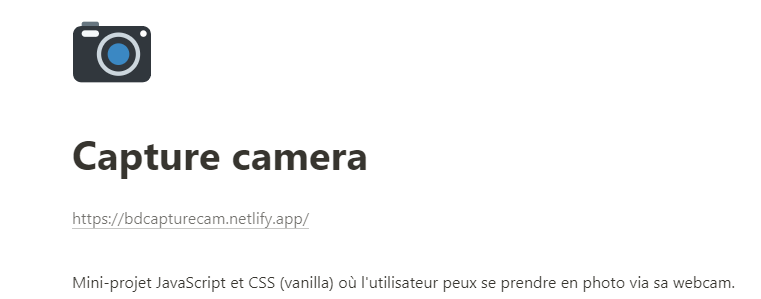 Capture camera
https://bdcapturecam.netlify.app/
Mini-projet JavaScript et CSS (vanilla) où l'utilisateur peux se prendre en photo via sa webcam.